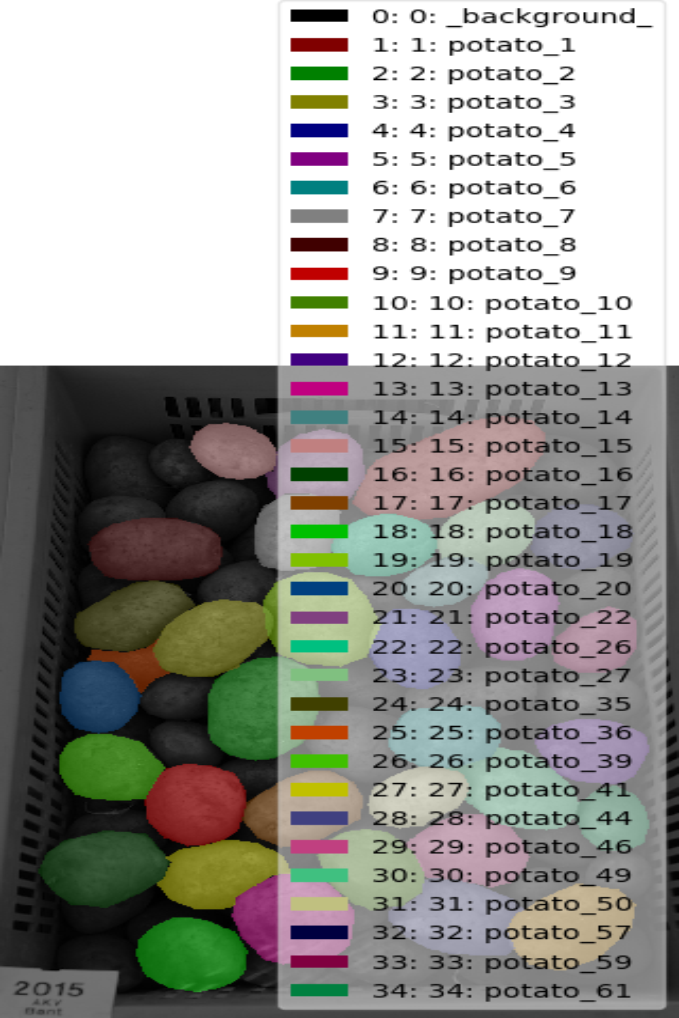 0: 0: _background_
1: 1: potato_1
2: 2: potato_2
3: 3: potato_3
4: 4: potato_4
5: 5: potato_5
6: 6: potato_6
7: 7: potato_7
8: 8: potato_8
9: 9: potato_9
10: 10: potato_10
11: 11: potato_11
12: 12: potato_12
13: 13: potato_13
14: 14: potato_14
15: 15: potato_15
16: 16: potato_16
17: 17: potato_17
18: 18: potato_18
19: 19: potato_19
20: 20: potato_20
21: 21: potato_22
22: 22: potato_26
23: 23: potato_27
24: 24: potato_35
25: 25: potato_36
26: 26: potato_39
27: 27: potato_41
28: 28: potato_44
29: 29: potato_46
30: 30: potato_49
31: 31: potato_50
32: 32: potato_57
33: 33: potato_59
34: 34: potato_61
2015
AKV
Bant